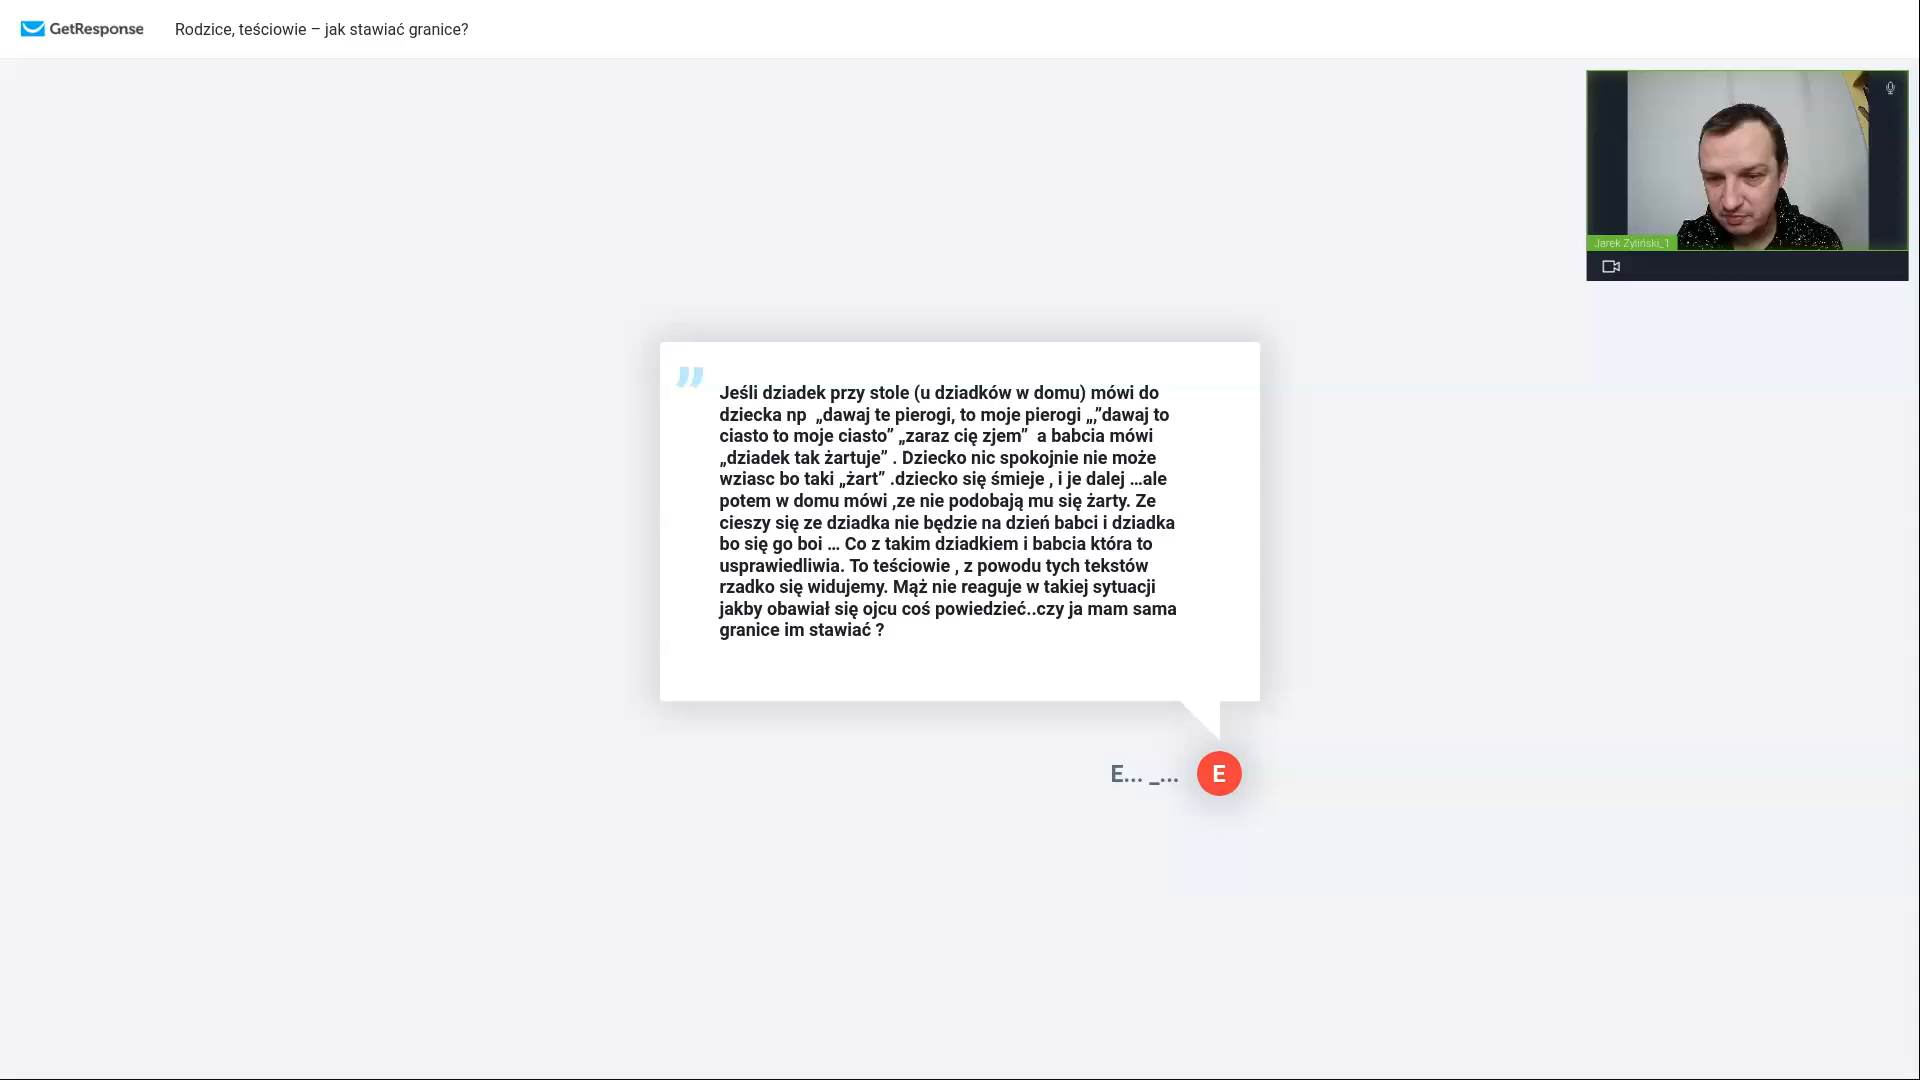 GetResponse
Rodzice, teściowie – jak stawiać granice?
Jarek Żyliński_1
Jeśli dziadek przy stole (u dziadków w domu) mówi do
dziecka np „dawaj te pierogi, to moje pierogi „,”dawaj to
ciasto to moje ciasto” „zaraz cię zjem” a babcia mówi
„dziadek tak żartuje” . Dziecko nic spokojnie nie może
wziasc bo taki „żart” .dziecko się śmieje , i je dalej …ale
potem w domu mówi ,ze nie podobają mu się żarty. Ze
cieszy się ze dziadka nie będzie na dzień babci i dziadka
bo się go boi … Co z takim dziadkiem i babcia która to
usprawiedliwia. To teściowie , z powodu tych tekstów
rzadko się widujemy. Mąż nie reaguje w takiej sytuacji
jakby obawiał się ojcu coś powiedzieć..czy ja mam sama
granice im stawiać ?
E... _...
E